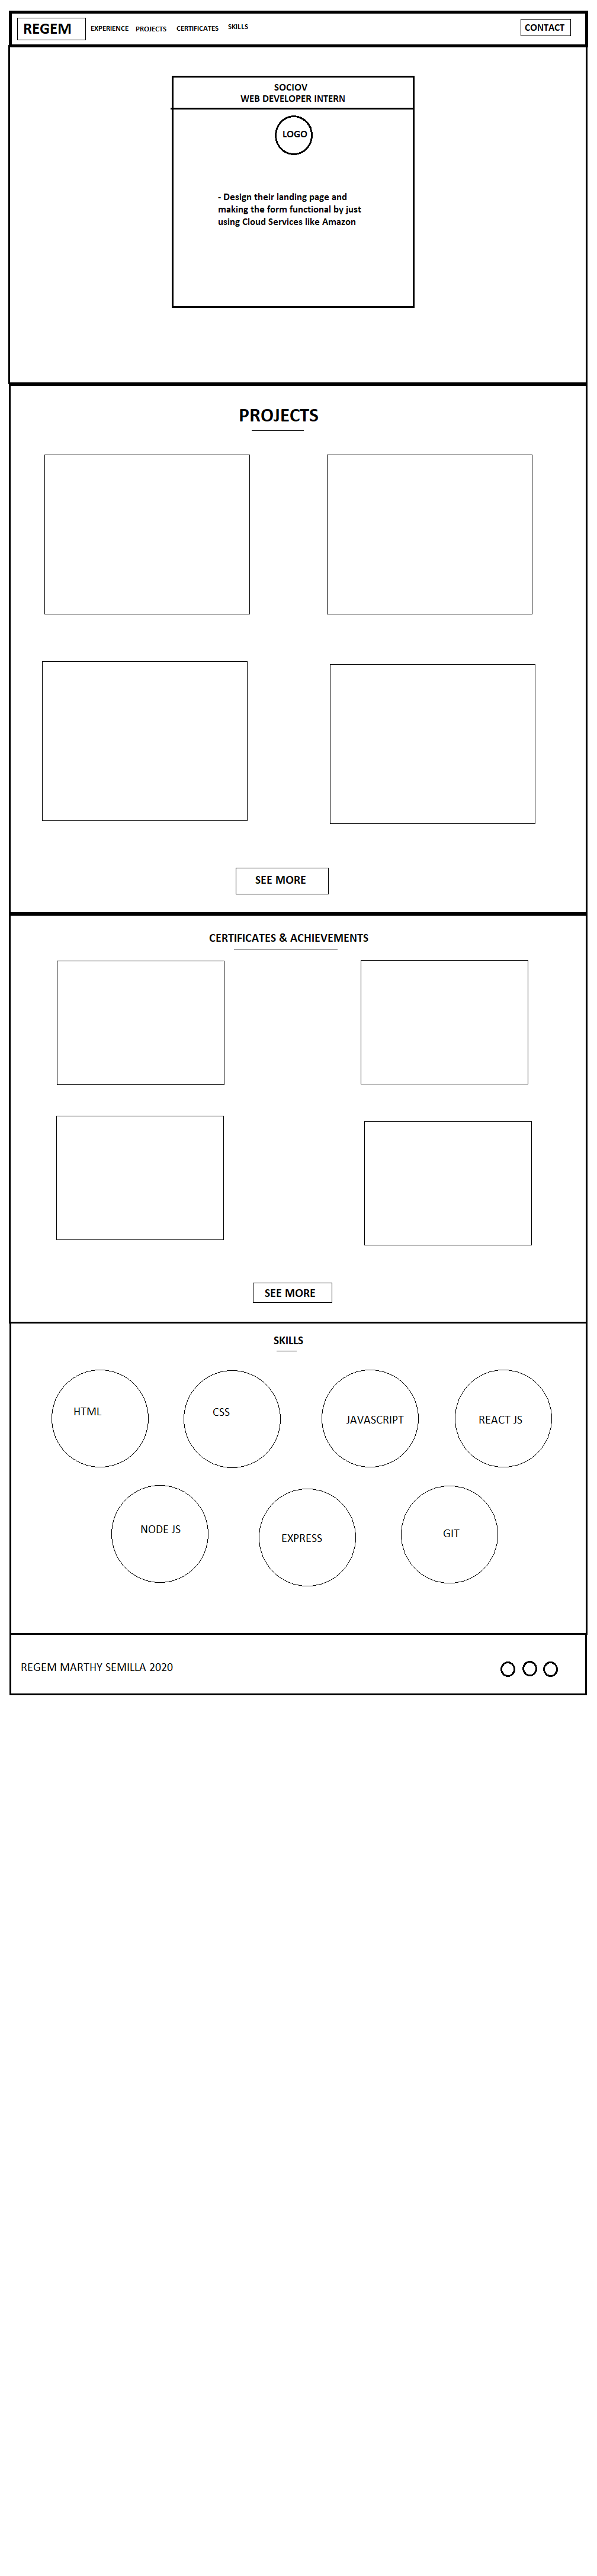 REGEM
EXPERIENCE
PROJECTS
CERTIFICATES
SKILLS
CONTACT
SOCIOV
WEB DEVELOPER INTERN
LOGO
- Design their landing page and
making the form functional by just
using Cloud Services like Amazon
PROJECTS
SEE MORE
CERTIFICATES & ACHIEVEMENTS
SEE MORE
SKILLS
HTML
CSS
JAVASCRIPT
REACT JS
NODE JS
EXPRESS
GIT
REGEM MARTHY SEMILLA 2020